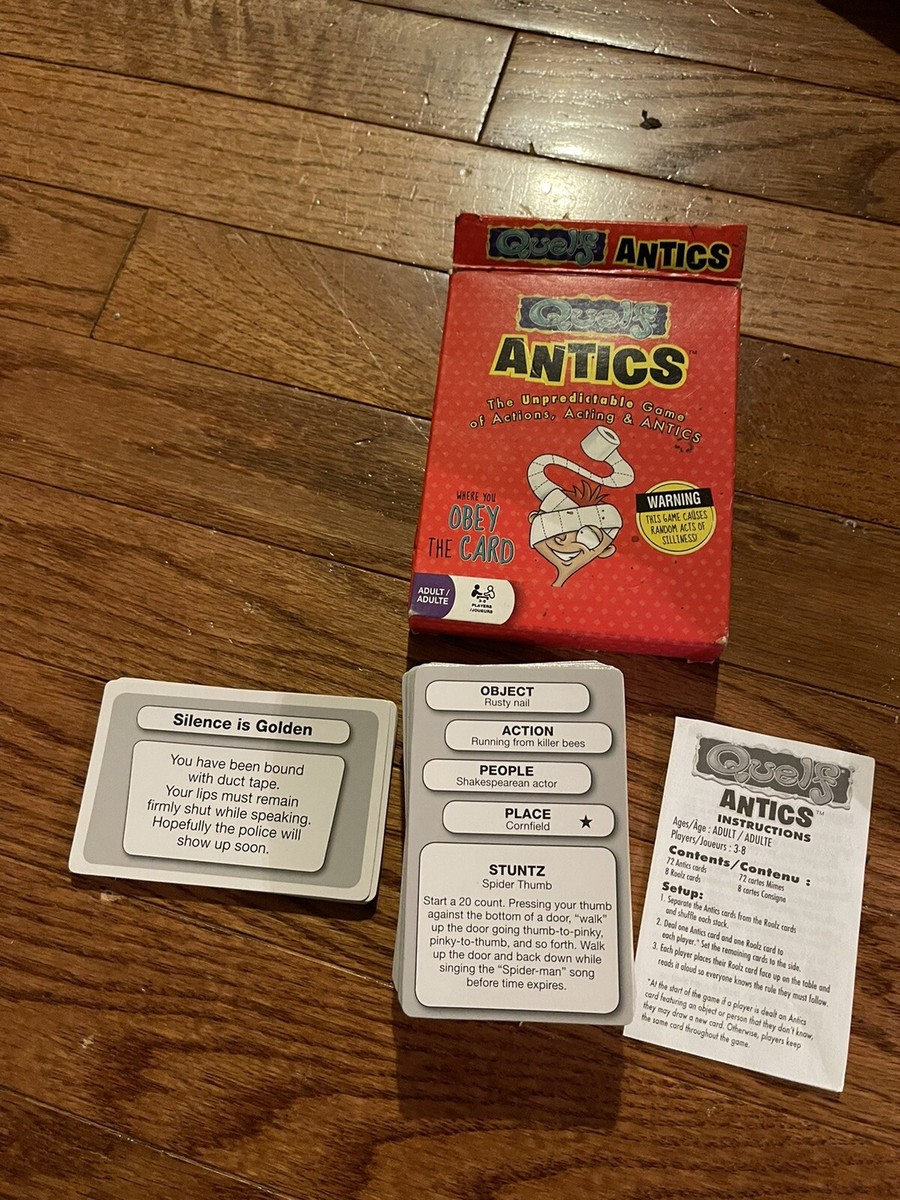 Quelf ANTICS
Quelf
ANTICS™
The Unpredictable Game
of Actions, Acting & ANTICS
WHERE YOU
OBEY
THE CARD
WARNING
THIS GAME CAUSES
RANDOM ACTS OF
SILLINESS!
ADULT /
ADULTE
3-8
PLAYERS
/JOUEURS
Silence is Golden
You have been bound
with duct tape.
Your lips must remain
firmly shut while speaking.
Hopefully the police will
show up soon.
OBJECT
Rusty nail
ACTION
Running from killer bees
PEOPLE
Shakespearean actor
PLACE
Cornfield
STUNTZ
Spider Thumb
Start a 20 count. Pressing your thumb
against the bottom of a door, “walk”
up the door going thumb-to-pinky,
pinky-to-thumb, and so forth. Walk
up the door and back down while
singing the “Spider-man” song
before time expires.
Quelf
ANTICS™
INSTRUCTIONS
Ages/Âge : ADULT / ADULTE
Players/Joueurs : 3-8
Contents/Contenu :
72 Antics cards 72 cartes Mimes
8 Roolz cards 8 cartes Consigne
Setup:
1. Separate the Antics cards from the Roolz cards
and shuffle each stack.
2. Deal one Antics card and one Roolz card to
each player.* Set the remaining cards to the side.
3. Each player places their Roolz card face up on the table and
reads it aloud so everyone knows the rule they must follow.
*At the start of the game if a player is dealt an Antics
card featuring an object or person that they don't know,
they may draw a new card. Otherwise, players keep
the same card throughout the game.